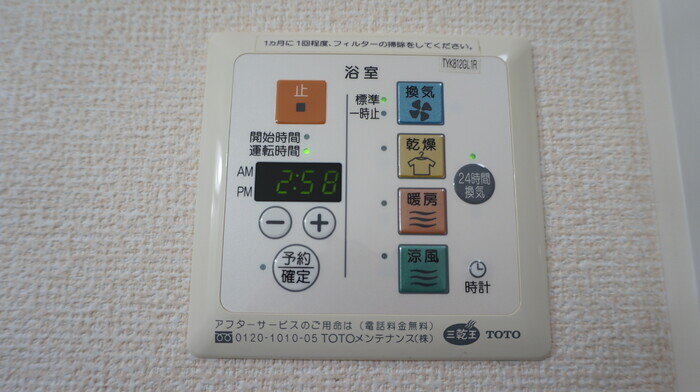 1ヵ月に1回程度、フィルターの掃除をしてください。
TYK812GL1R
浴室
止
標準
一時止
換気
開始時間
運転時間
乾燥
AM
PM
2:58
24時間
換気
暖房
予約
確定
涼風
時計
アフターサービスのご用命は（電話料金無料）
0120-1010-05 TOTOメンテナンス(株)
三乾王 TOTO